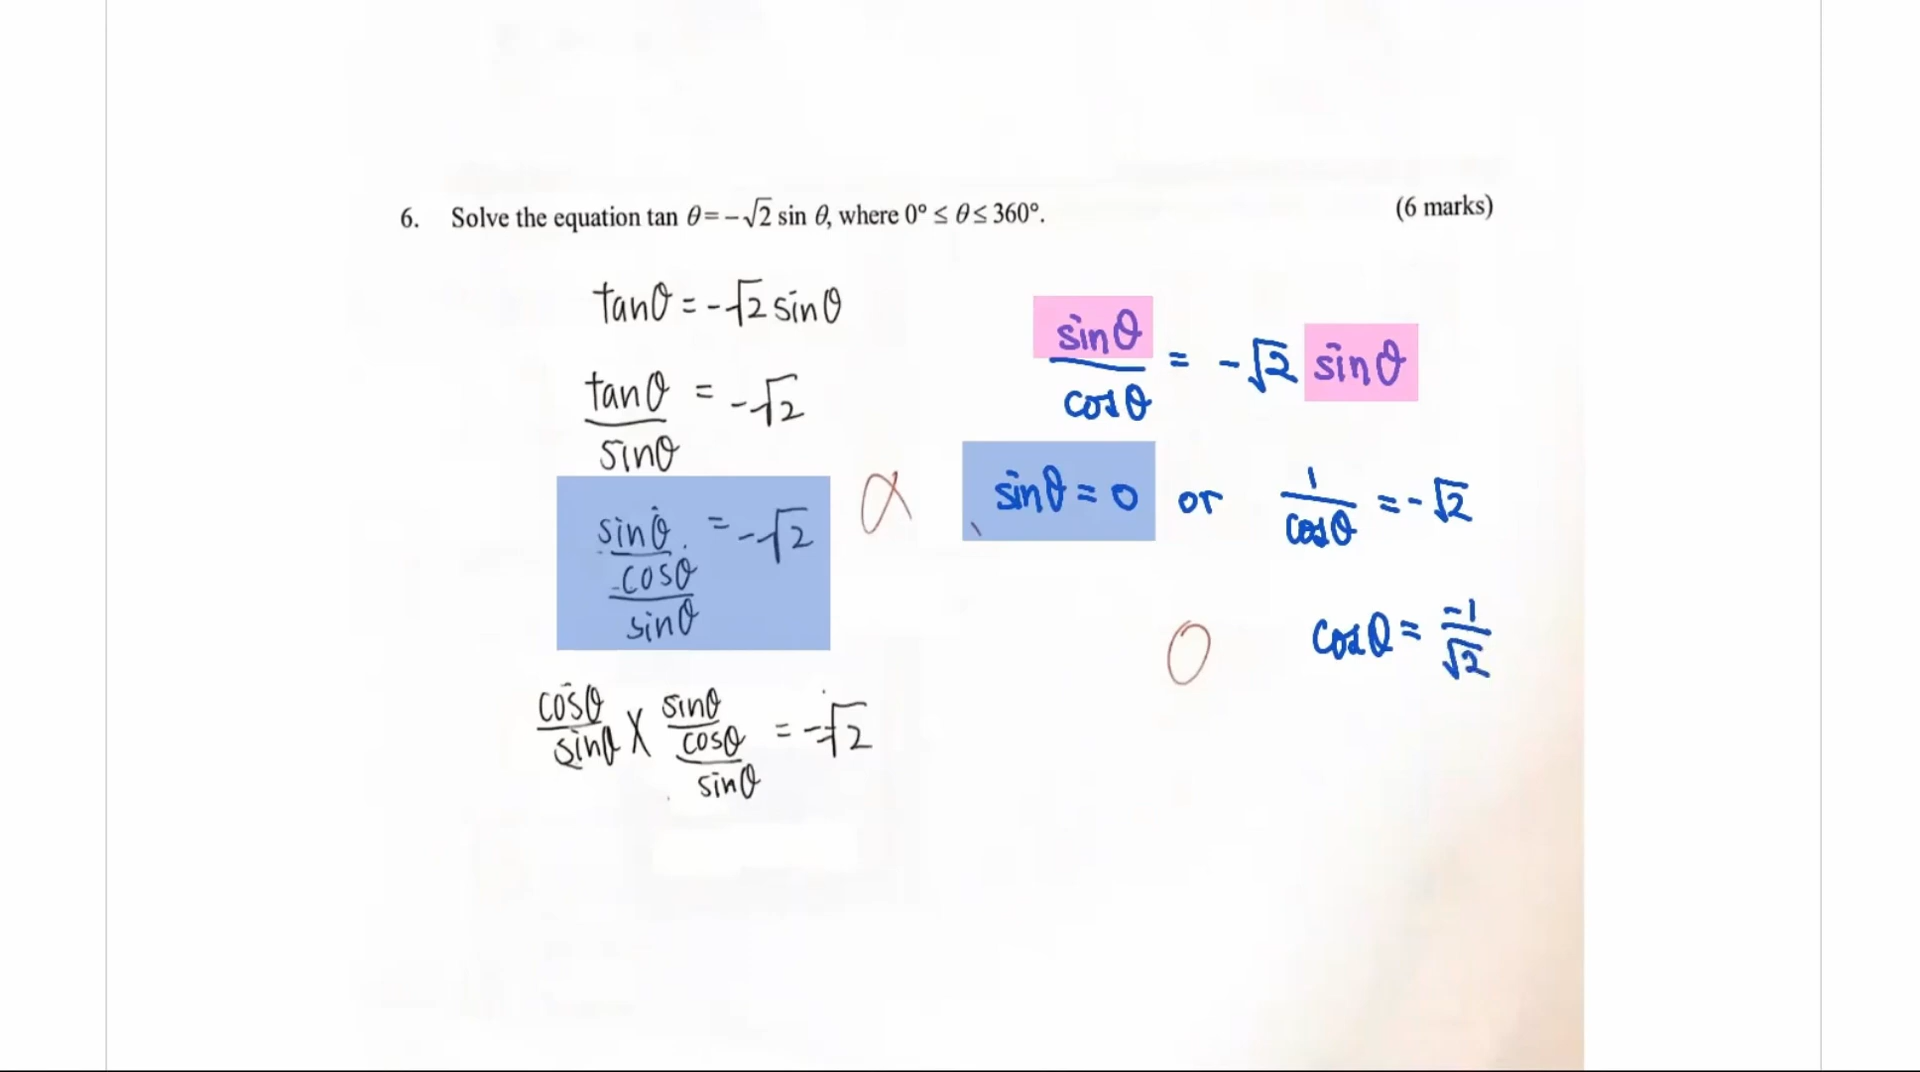 6. Solve the equation tan θ = −√2 sin θ, where 0° ≤ θ ≤ 360°. (6 marks)
tanθ = -√2 sinθ
tanθ/sinθ = -√2
sinθ/cosθ/sinθ = -√2
cosθ/sinθ X sinθ/cosθ/sinθ = -√2
sinθ/cosθ = -√2 sinθ
sinθ = 0 or 1/cosθ = -√2
cosθ = -1/√2